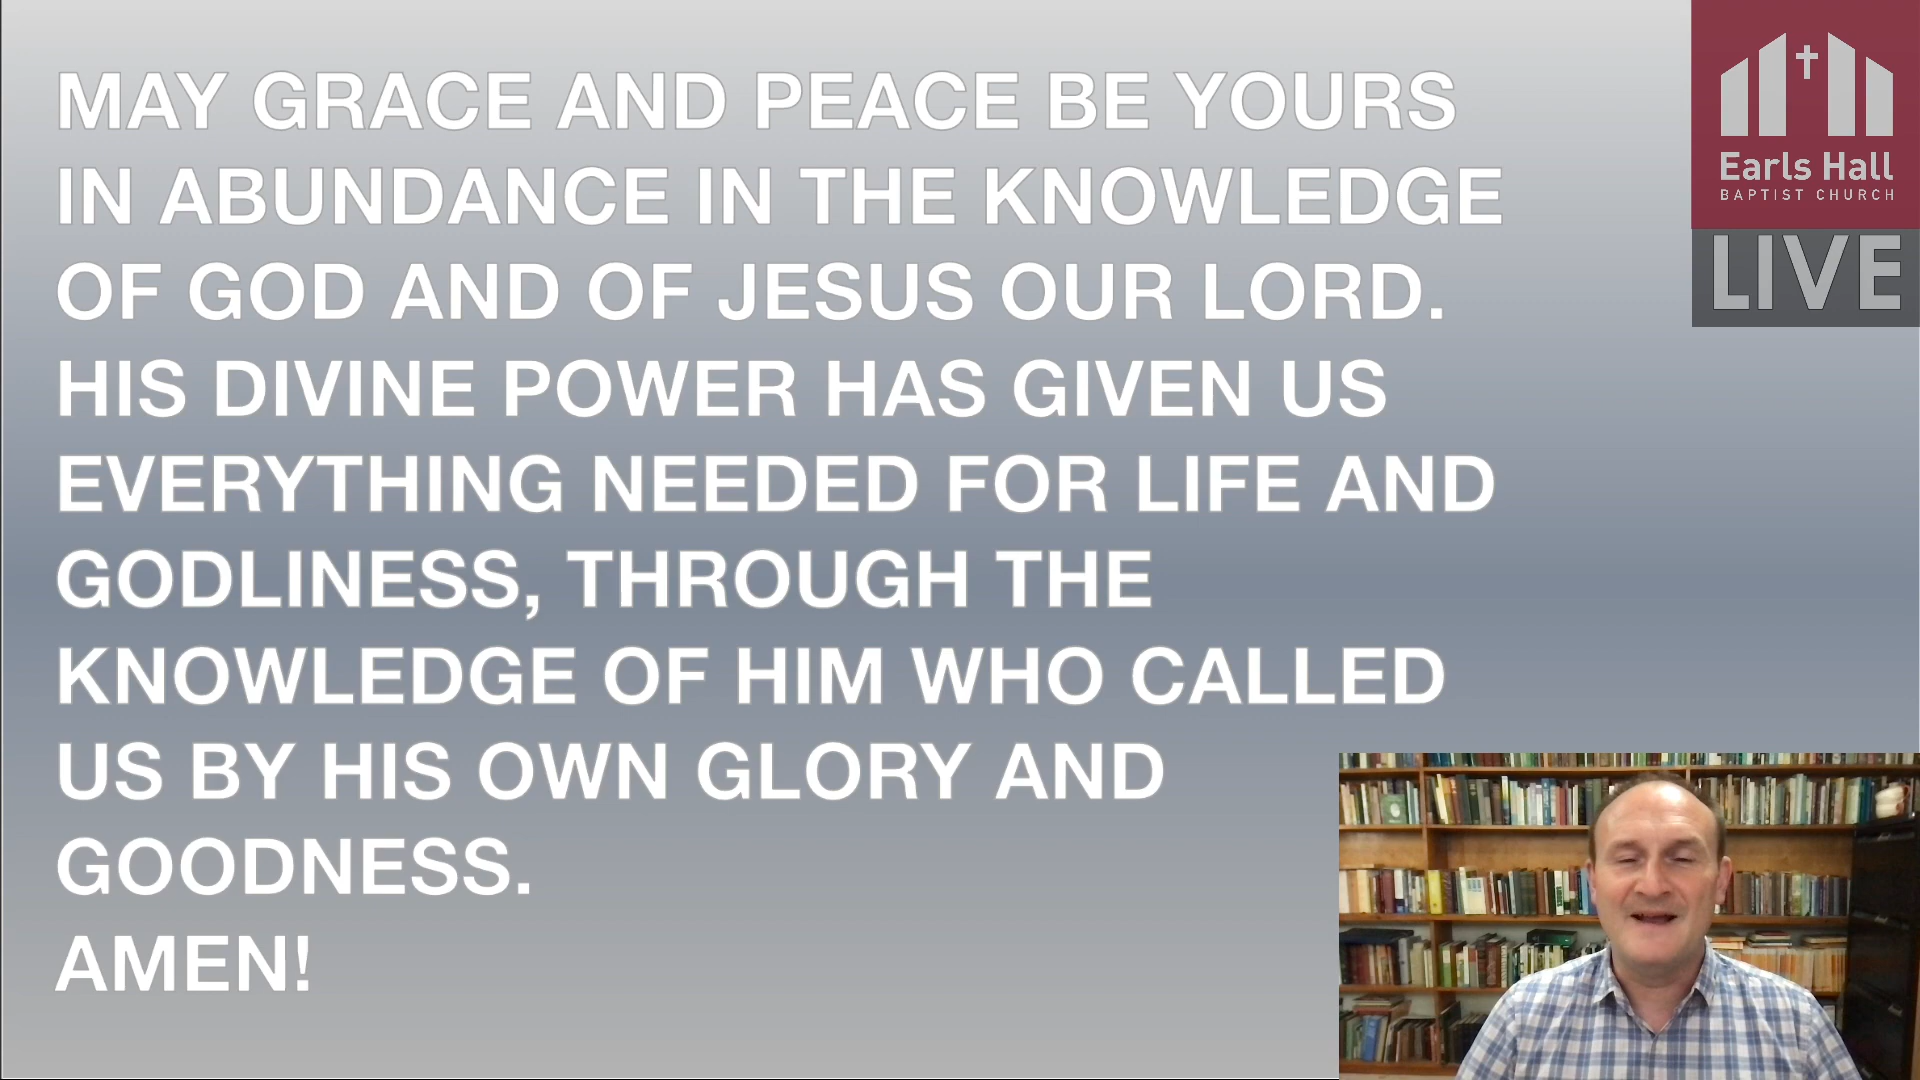 MAY GRACE AND PEACE BE YOURS
IN ABUNDANCE IN THE KNOWLEDGE
OF GOD AND OF JESUS OUR LORD.
HIS DIVINE POWER HAS GIVEN US
EVERYTHING NEEDED FOR LIFE AND
GODLINESS, THROUGH THE
KNOWLEDGE OF HIM WHO CALLED
US BY HIS OWN GLORY AND
GOODNESS.
AMEN!
Earls Hall
BAPTIST CHURCH
LIVE